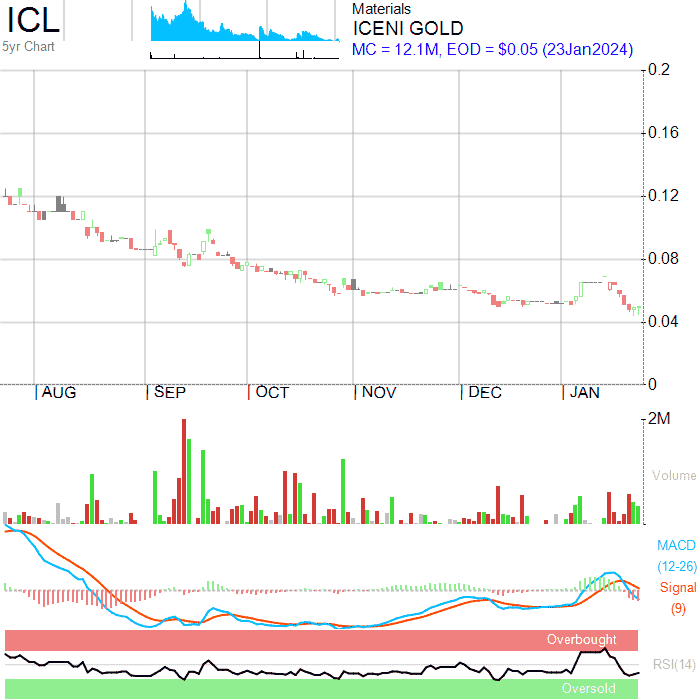 ICL
5yr Chart
Materials
ICENI GOLD
MC = 12.1M, EOD = $0.05 (23Jan2024)
0.2
0.16
0.12
0.08
0.04
0
AUG SEP OCT NOV DEC JAN
2M
Volume
MACD
(12-26)
Signal
(9)
Overbought
RSI(14)
Oversold